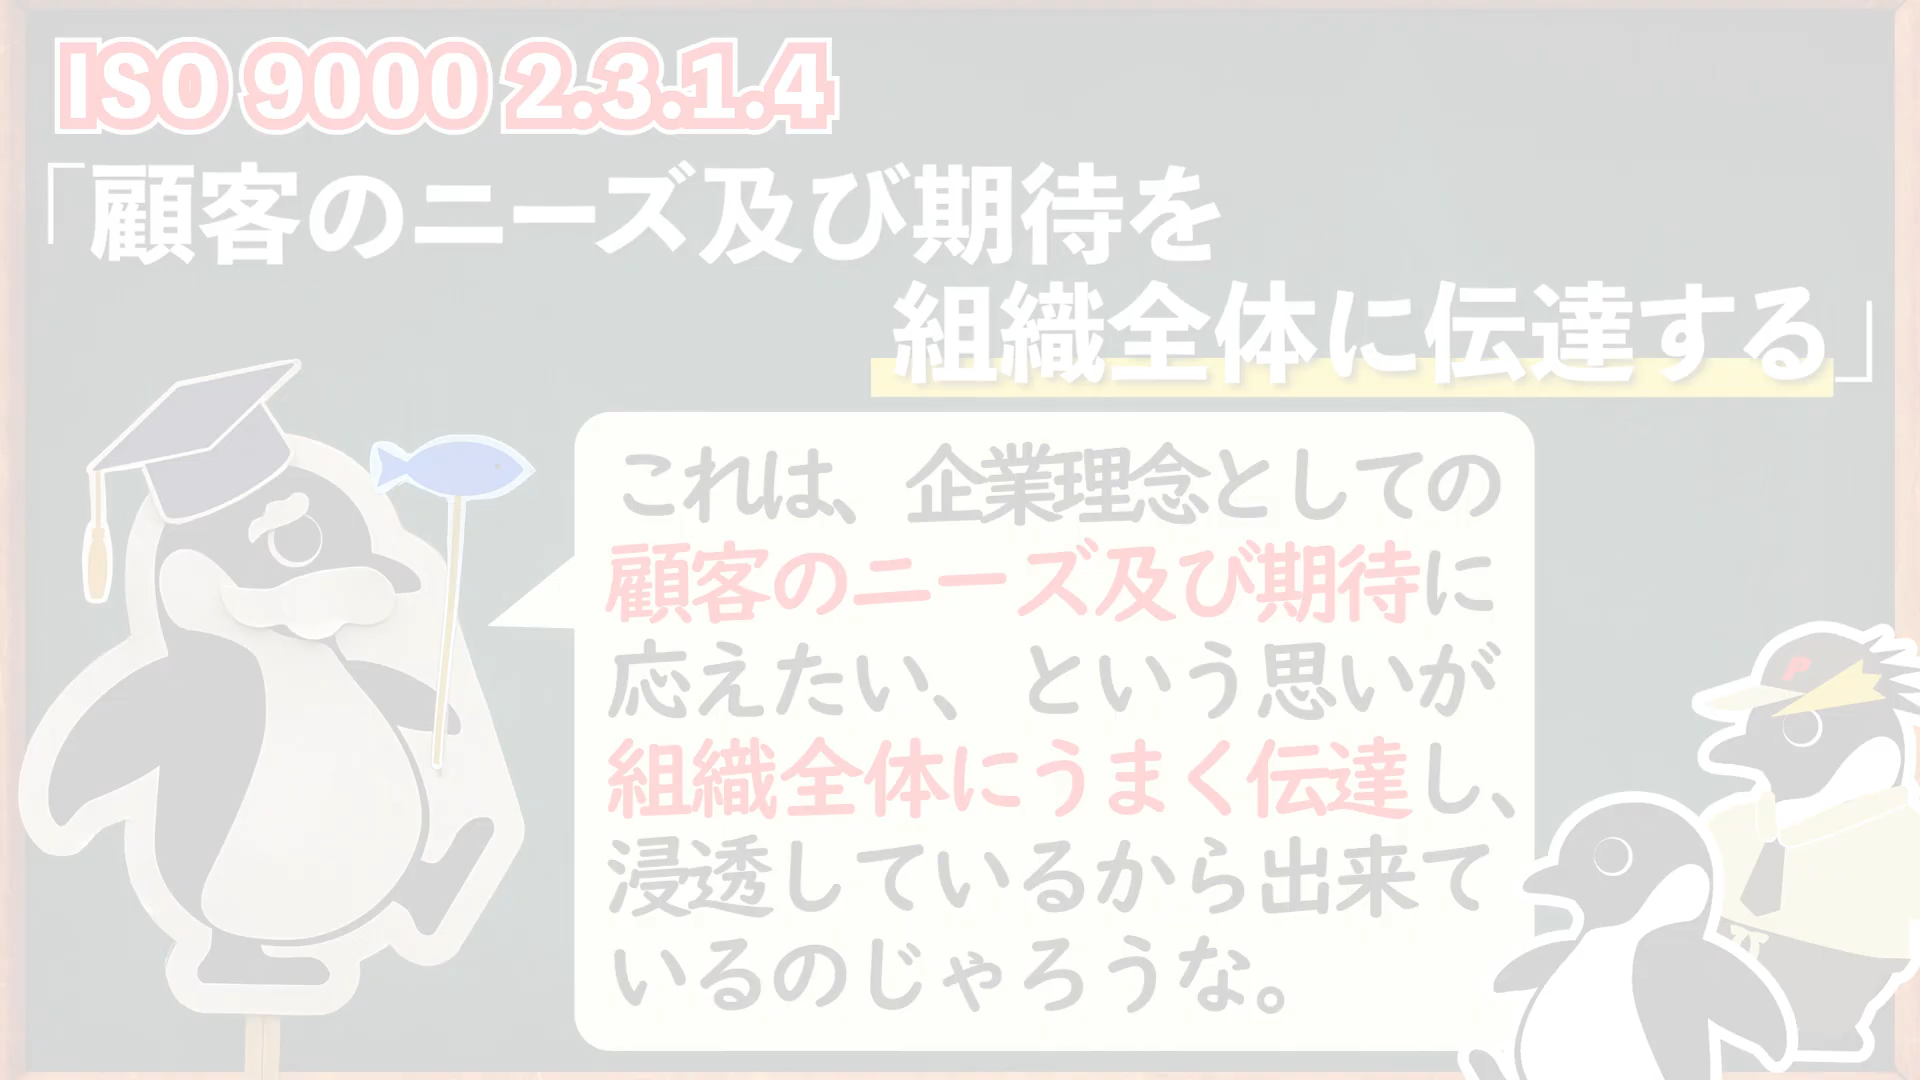 ISO 9000 2.3.1.4
「顧客のニーズ及び期待を
組織全体に伝達する」
これは、企業理念としての
顧客のニーズ及び期待に
応えたい、という思いが
組織全体にうまく伝達し、
浸透しているから出来て
いるのじゃろうな。
P